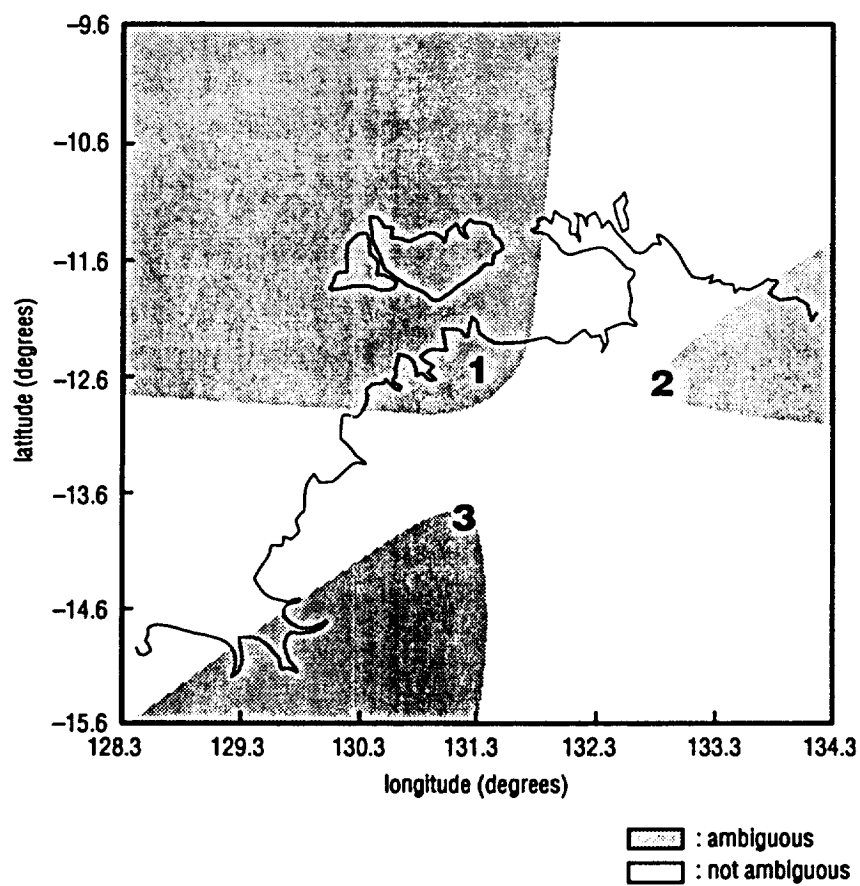 −9.6
−10.6
−11.6
−12.6
−13.6
−14.6
−15.6
latitude (degrees)
1
2
3
128.3 129.3 130.3 131.3 132.3 133.3 134.3
longitude (degrees)
: ambiguous
: not ambiguous